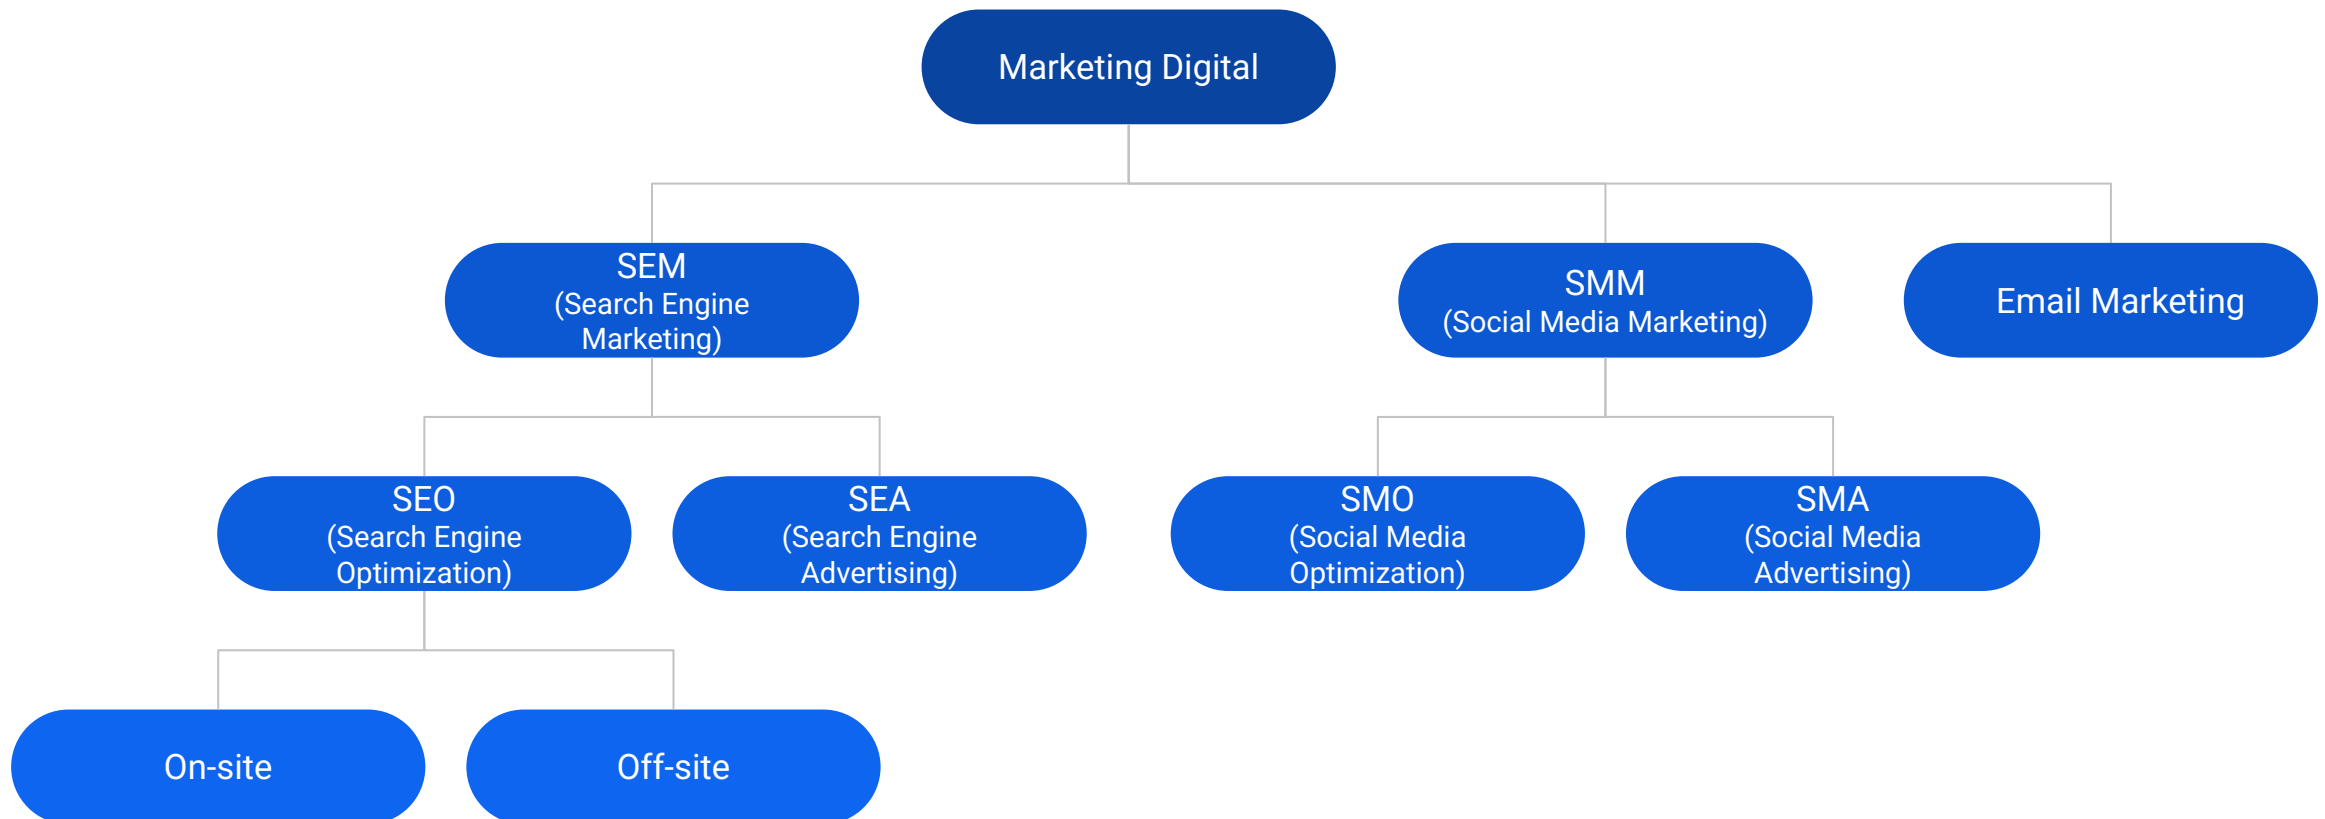 Marketing Digital
SEM
(Search Engine
Marketing)
SMM
(Social Media Marketing)
Email Marketing
SEO
(Search Engine
Optimization)
SEA
(Search Engine
Advertising)
SMO
(Social Media
Optimization)
SMA
(Social Media
Advertising)
On-site
Off-site